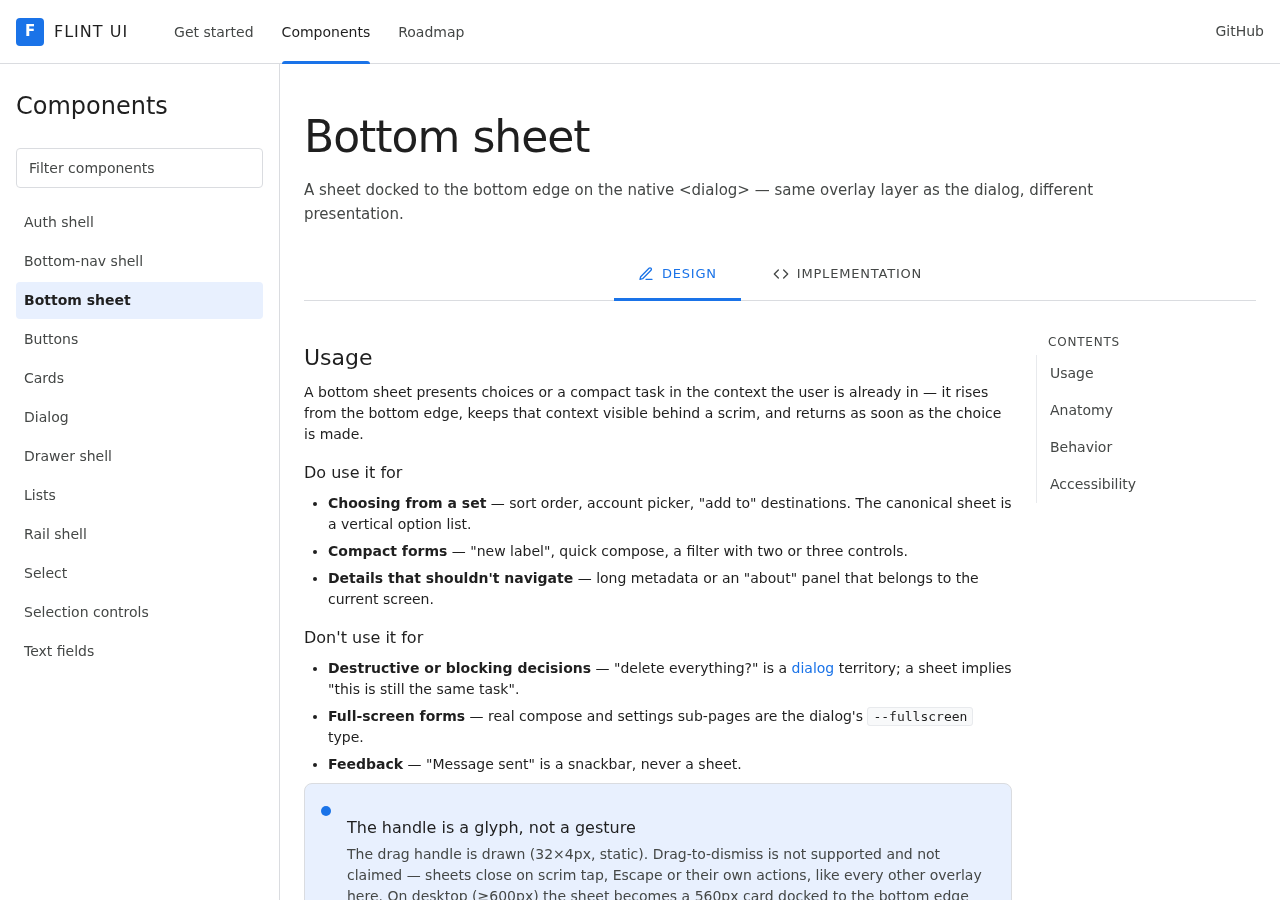 F FLINT UI Get started Components Roadmap GitHub
Components
Filter components
Auth shell
Bottom-nav shell
Bottom sheet
Buttons
Cards
Dialog
Drawer shell
Lists
Rail shell
Select
Selection controls
Text fields
Bottom sheet
A sheet docked to the bottom edge on the native <dialog> — same overlay layer as the dialog, different
presentation.
DESIGN IMPLEMENTATION
Usage
A bottom sheet presents choices or a compact task in the context the user is already in — it rises
from the bottom edge, keeps that context visible behind a scrim, and returns as soon as the choice
is made.
Do use it for
• Choosing from a set — sort order, account picker, "add to" destinations. The canonical sheet is
a vertical option list.
• Compact forms — "new label", quick compose, a filter with two or three controls.
• Details that shouldn't navigate — long metadata or an "about" panel that belongs to the
current screen.
Don't use it for
• Destructive or blocking decisions — "delete everything?" is a dialog territory; a sheet implies
"this is still the same task".
• Full-screen forms — real compose and settings sub-pages are the dialog's --fullscreen
type.
• Feedback — "Message sent" is a snackbar, never a sheet.
The handle is a glyph, not a gesture
The drag handle is drawn (32×4px, static). Drag-to-dismiss is not supported and not
claimed — sheets close on scrim tap, Escape or their own actions, like every other overlay
here. On desktop (≥600px) the sheet becomes a 560px card docked to the bottom edge
CONTENTS
Usage
Anatomy
Behavior
Accessibility